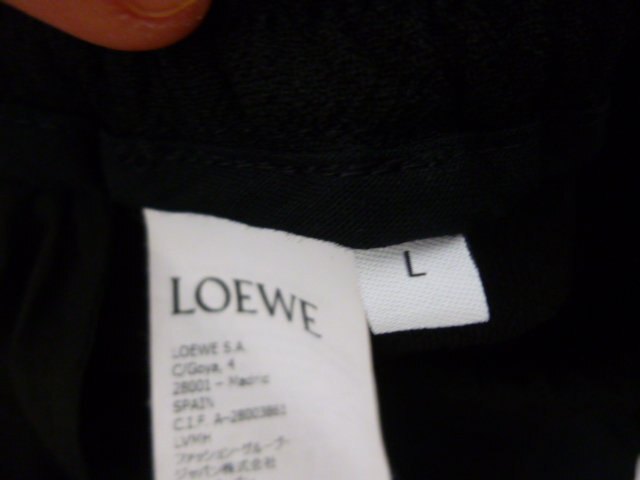 LOEWE
L
LOEWE S.A.
C/Goya, 4
28001 - Madrid
SPAIN
C.I.F. A-28003861
LVMH
ファッション・グループ・
ジャパン株式会社